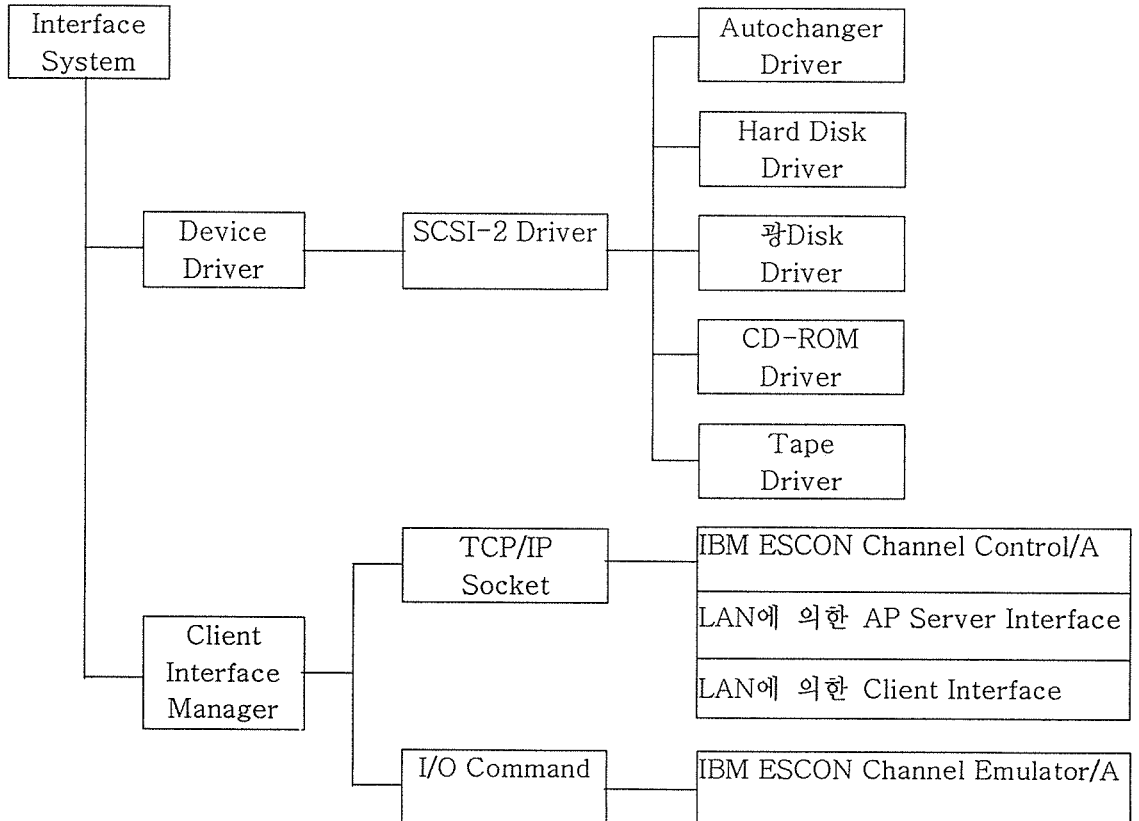 Interface
System
Autochanger
Driver
Hard Disk
Driver
Device
Driver
SCSI-2 Driver
광Disk
Driver
CD-ROM
Driver
Tape
Driver
Client
Interface
Manager
TCP/IP
Socket
IBM ESCON Channel Control/A
LAN에 의한 AP Server Interface
LAN에 의한 Client Interface
I/O Command
IBM ESCON Channel Emulator/A